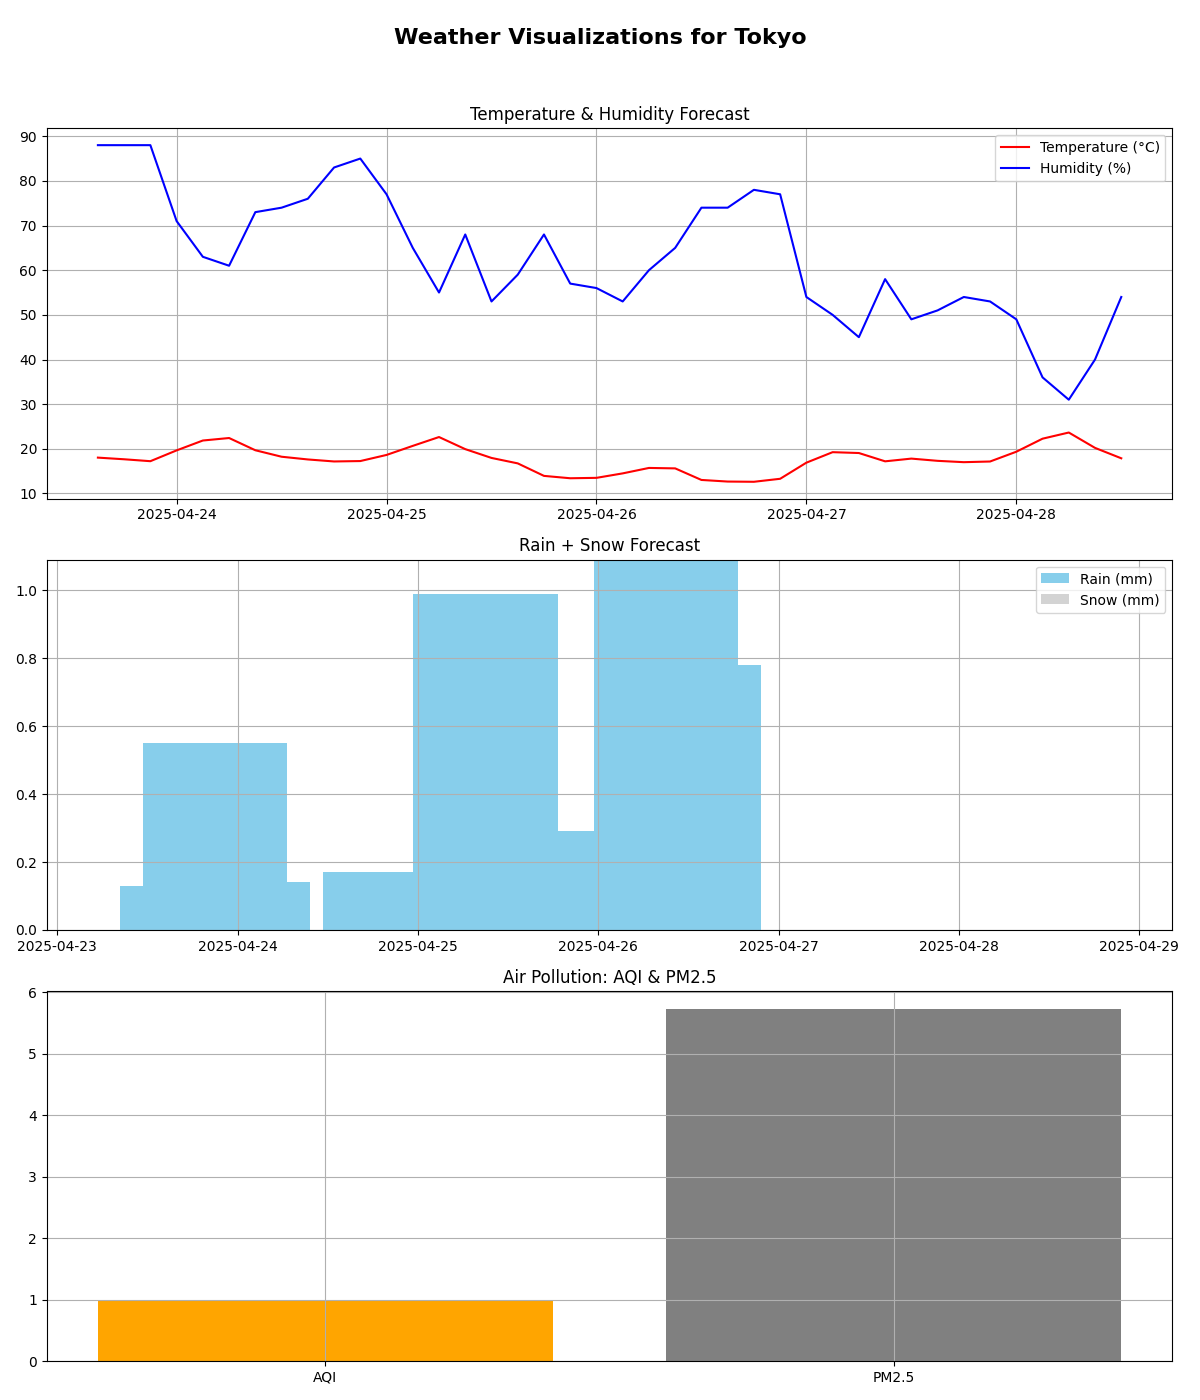 Weather Visualizations for Tokyo
Temperature & Humidity Forecast
90
80
70
60
50
40
30
20
10
Temperature (°C)
Humidity (%)
2025-04-24 2025-04-25 2025-04-26 2025-04-27 2025-04-28
Rain + Snow Forecast
1.0
0.8
0.6
0.4
0.2
0.0
Rain (mm)
Snow (mm)
2025-04-23 2025-04-24 2025-04-25 2025-04-26 2025-04-27 2025-04-28 2025-04-29
Air Pollution: AQI & PM2.5
6
5
4
3
2
1
0
AQI PM2.5